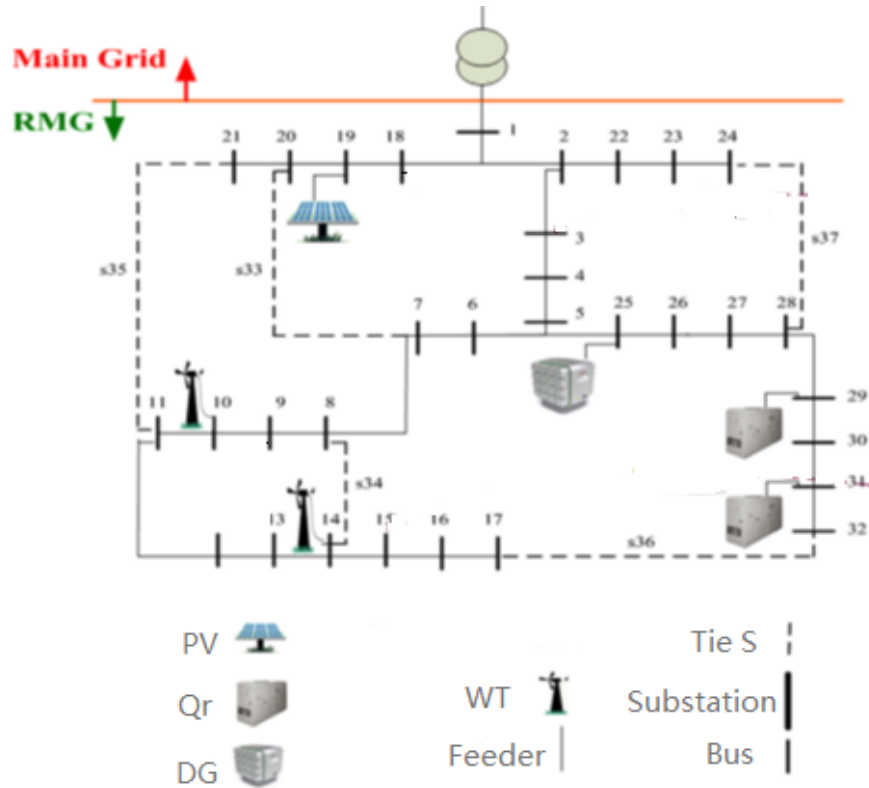 Main Grid
RMG
1
21 20 19 18 2 22 23 24
3
s35 s33 s37
4
7 6 5 25 26 27 28
11 10 9 8 29
30
s34
31
13 14 15 16 17 32
s36
PV Tie S
Qr WT Substation
DG Feeder Bus